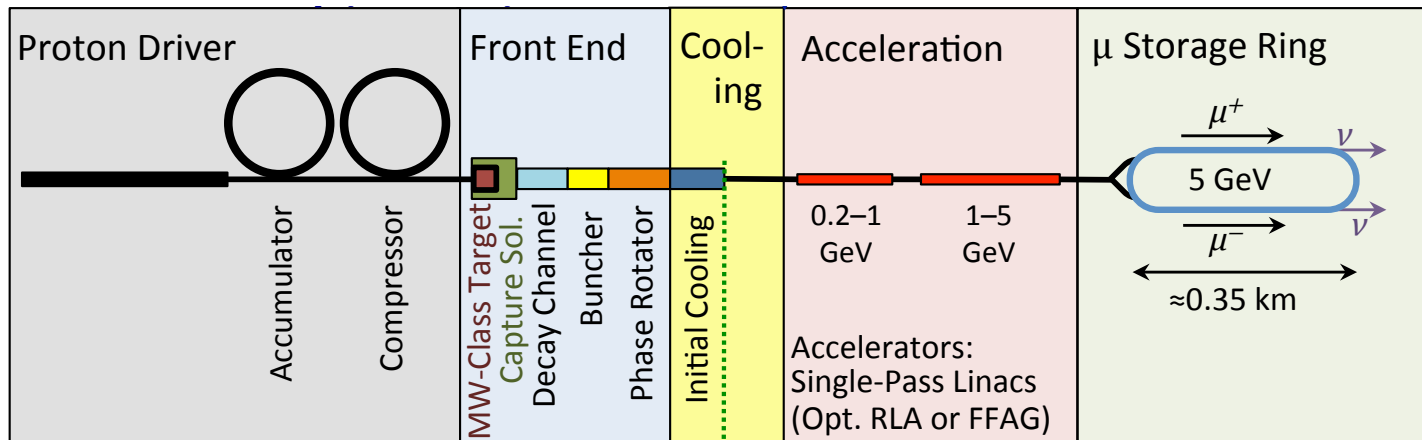 Proton Driver
Accumulator
Compressor
Front End
MW-Class Target
Capture Sol.
Decay Channel
Buncher
Phase Rotator
Cool-
ing
Initial Cooling
Acceleration
0.2–1
GeV
1–5
GeV
Accelerators:
Single-Pass Linacs
(Opt. RLA or FFAG)
μ Storage Ring
μ⁺
ν
5 GeV
ν
μ⁻
≈0.35 km